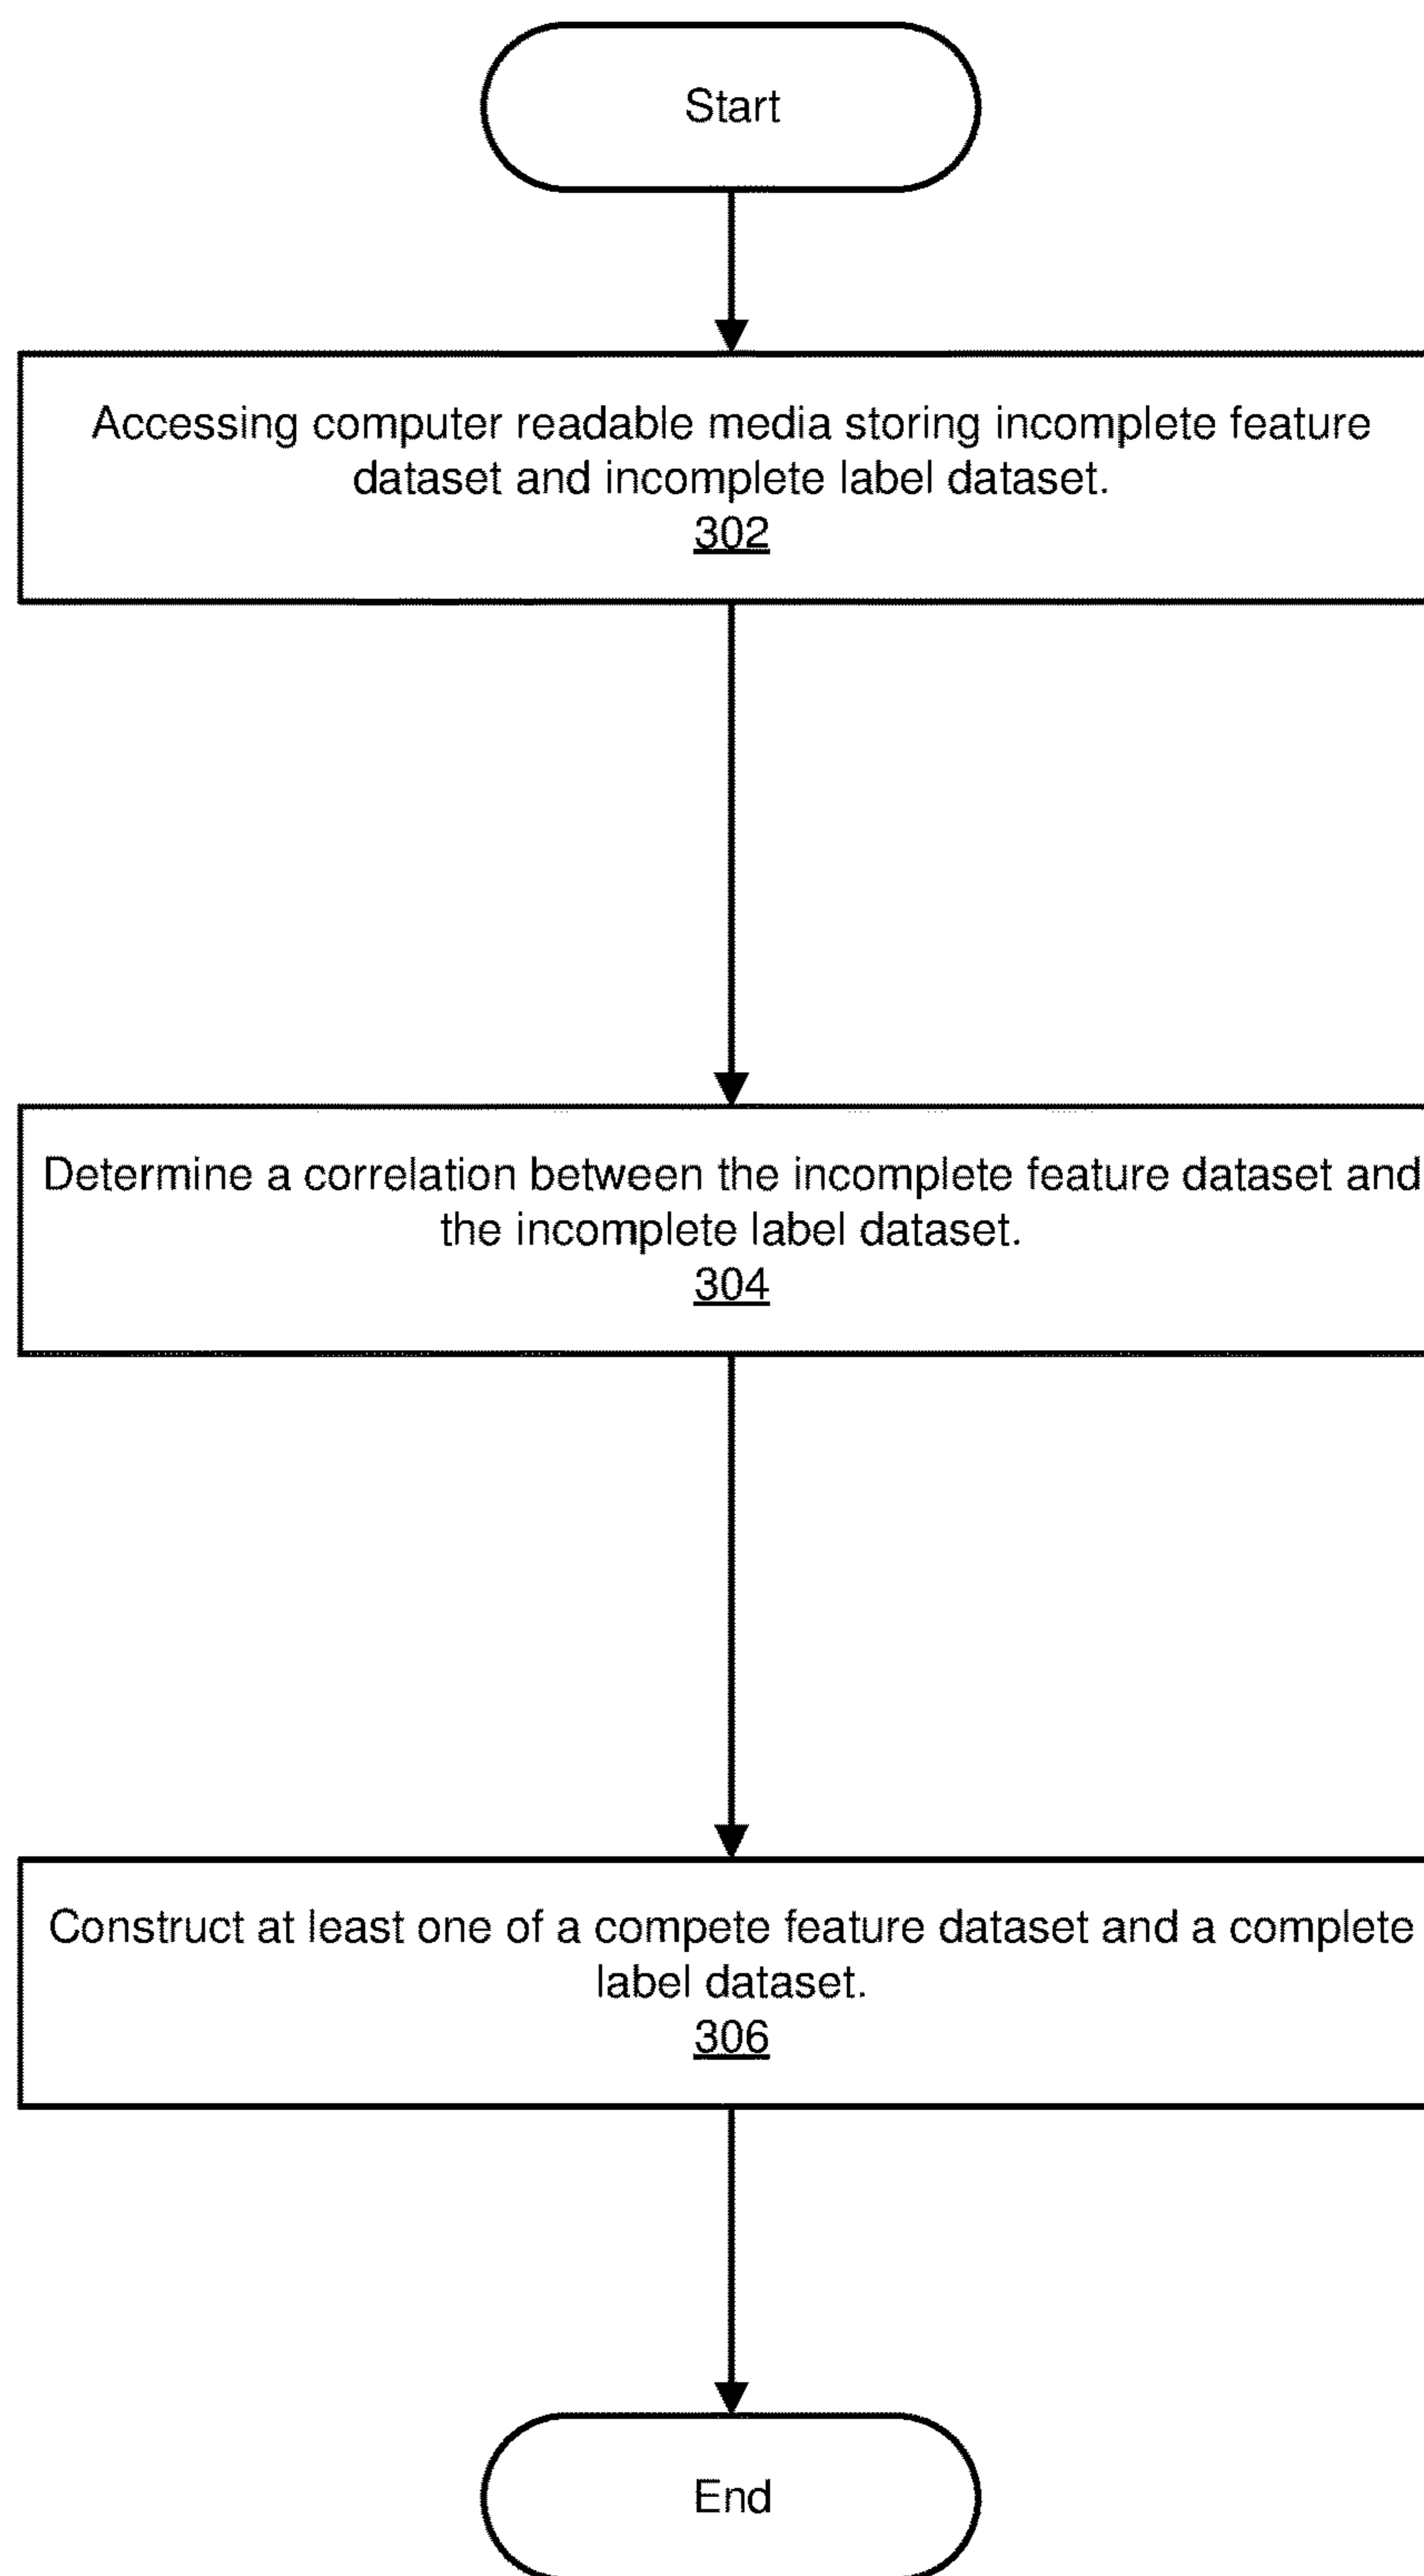 Start
Accessing computer readable media storing incomplete feature
dataset and incomplete label dataset.
302
Determine a correlation between the incomplete feature dataset and
the incomplete label dataset.
304
Construct at least one of a compete feature dataset and a complete
label dataset.
306
End